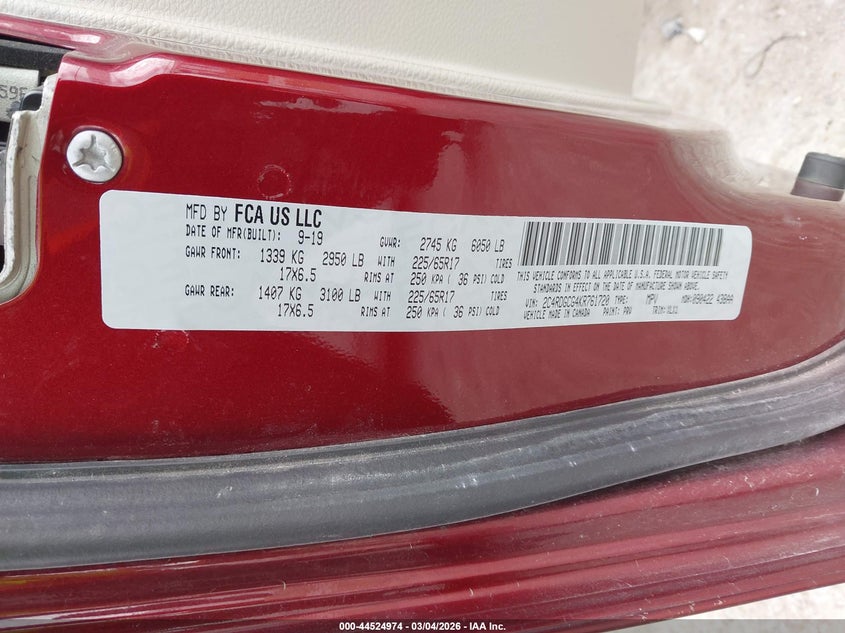 MFD BY FCA US LLC
DATE OF MFR(BUILT): 9-19 GVWR: 2745 KG 6050 LB
GAWR FRONT: 1339 KG 2950 LB WITH 225/65R17 TIRES
17X6.5 RIMS AT 250 KPA ( 36 PSI) COLD
GAWR REAR: 1407 KG 3100 LB WITH 225/65R17 TIRES
17X6.5 RIMS AT 250 KPA ( 36 PSI) COLD
THIS VEHICLE CONFORMS TO ALL APPLICABLE U.S.A. FEDERAL MOTOR VEHICLE SAFETY
STANDARDS IN EFFECT ON THE DATE OF MANUFACTURE SHOWN ABOVE.
VIN: 2C4RDGCG4KR761720 TYPE: MPV MDH:090422 438AA
VEHICLE MADE IN CANADA PAINT: PRV TRIM:
000-44524974 | 03/04/2026 - IAA Inc.